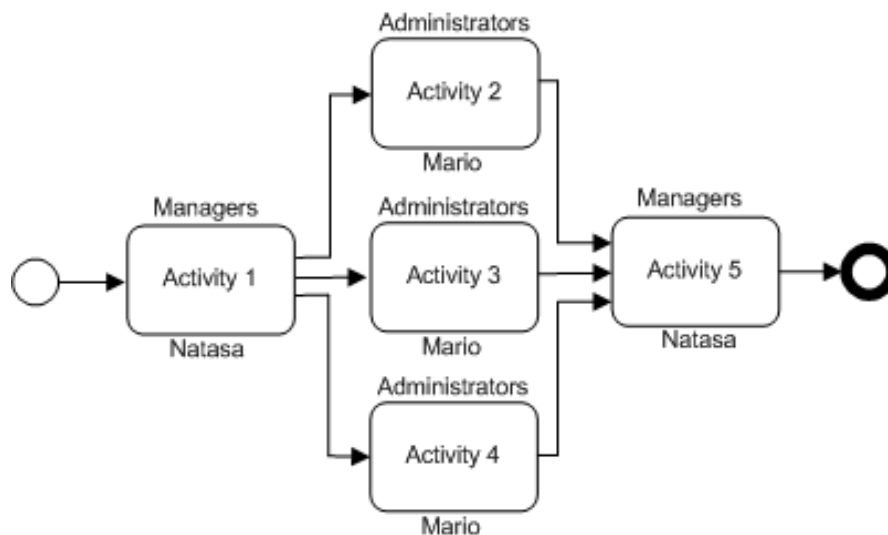 Administrators
Activity 2
Mario
Managers
Activity 1
Natasa
Administrators
Activity 3
Mario
Administrators
Activity 4
Mario
Managers
Activity 5
Natasa